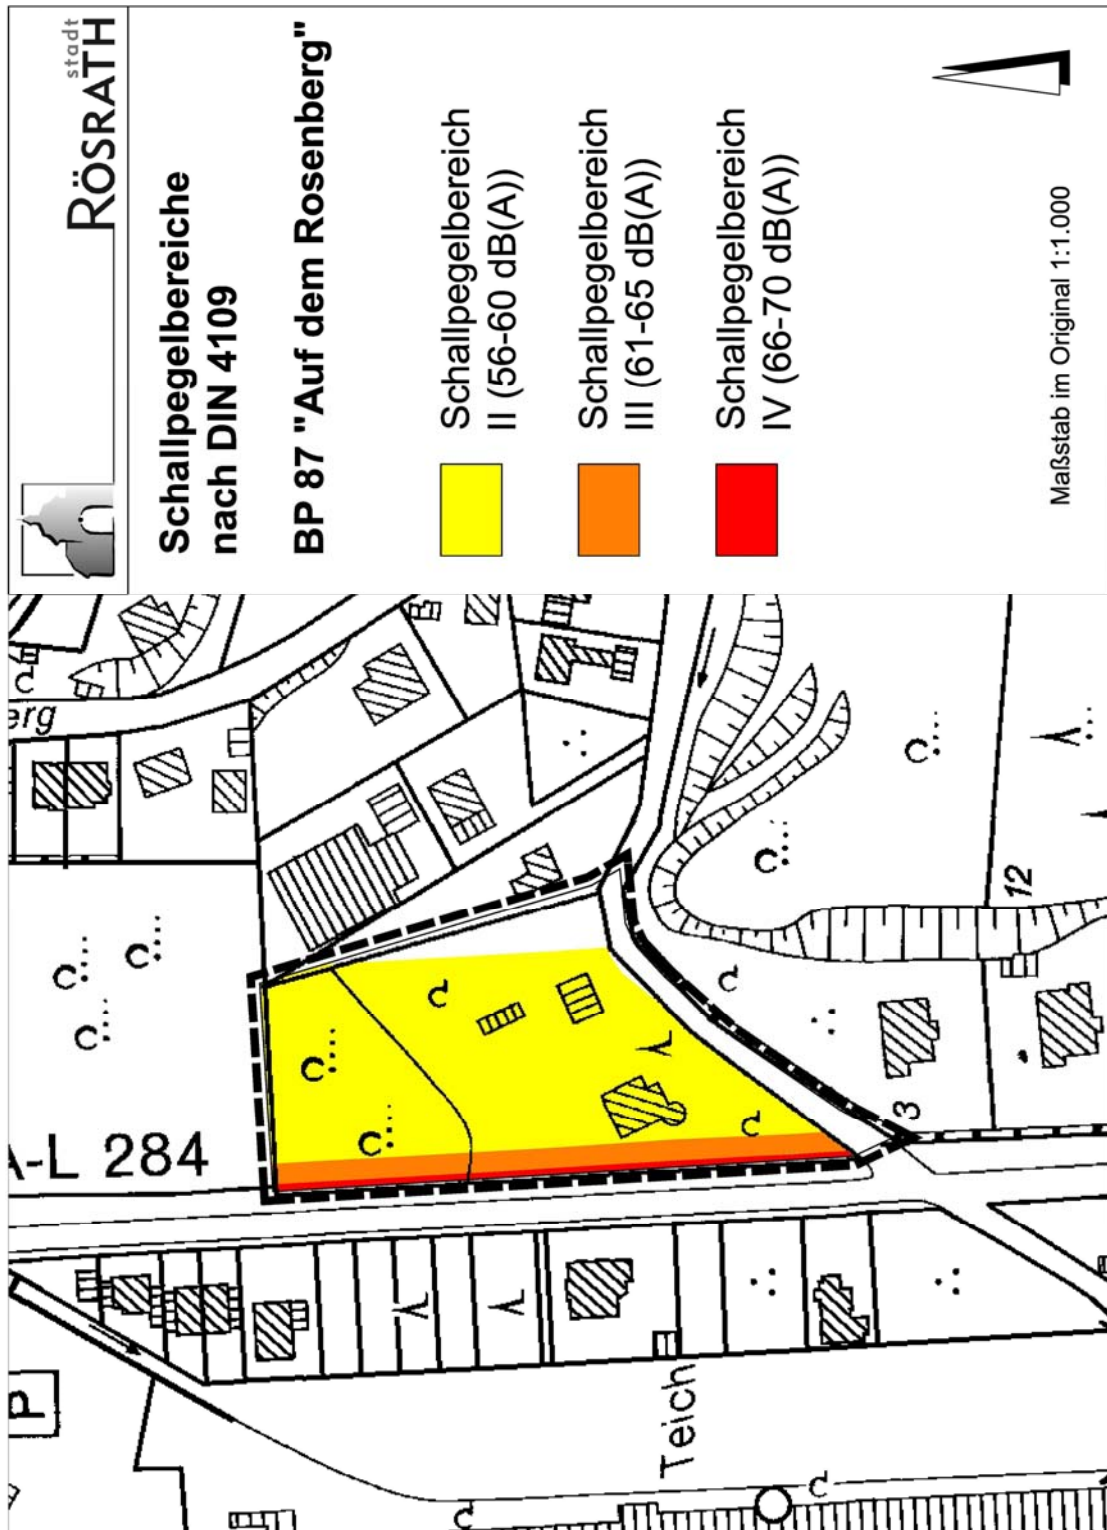 stadt
RÖSRATH
Schallpegelbereiche
nach DIN 4109
BP 87 "Auf dem Rosenberg"
Schallpegelbereich
II (56-60 dB(A))
Schallpegelbereich
III (61-65 dB(A))
Schallpegelbereich
IV (66-70 dB(A))
Maßstab im Original 1:1.000
erg
12
3
A-L 284
Teich
P